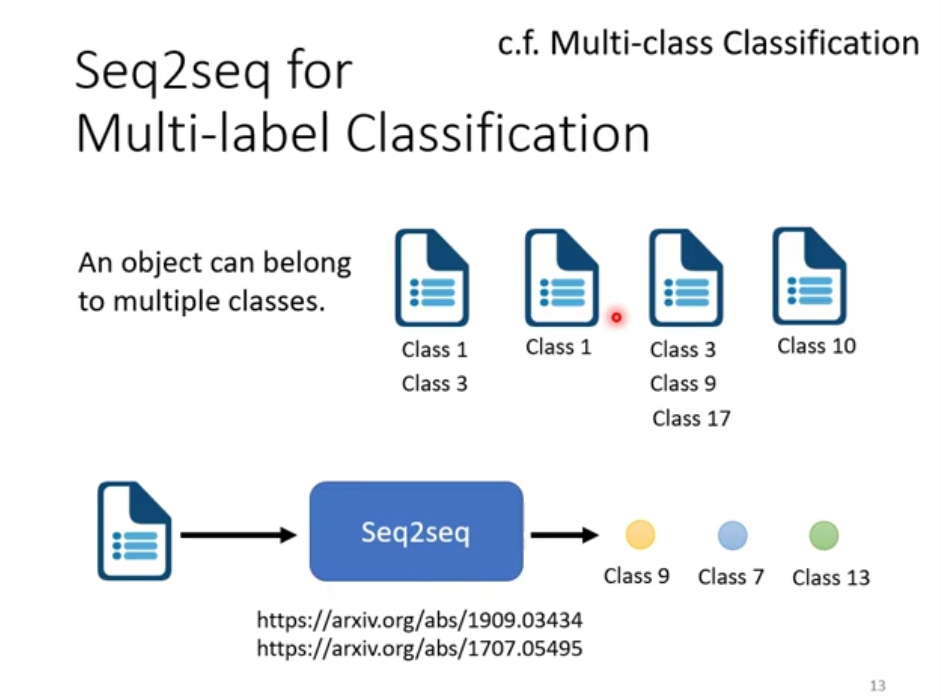 c.f. Multi-class Classification
Seq2seq for
Multi-label Classification
An object can belong
to multiple classes.
Class 1
Class 3
Class 1
Class 3
Class 9
Class 17
Class 10
Seq2seq
Class 9
Class 7
Class 13
https://arxiv.org/abs/1909.03434
https://arxiv.org/abs/1707.05495
13